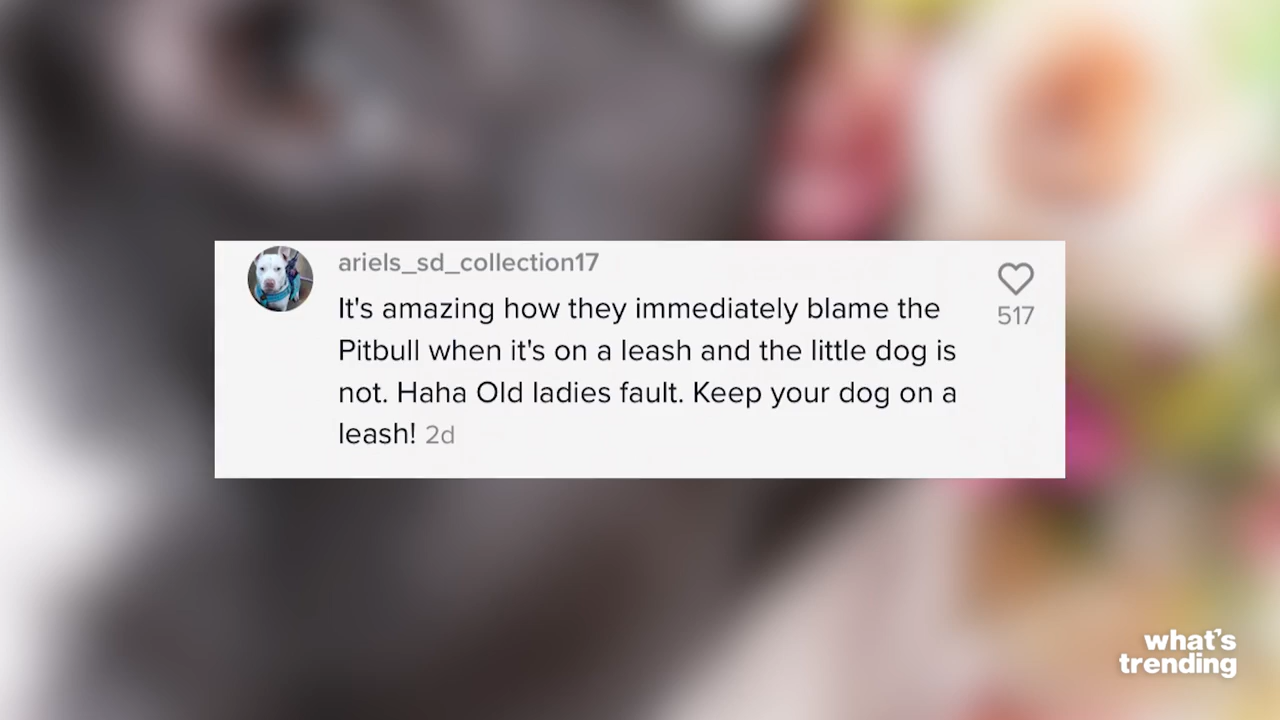 ariels_sd_collection17
It's amazing how they immediately blame the
Pitbull when it's on a leash and the little dog is
not. Haha Old ladies fault. Keep your dog on a
leash! 2d
517
what's
trending